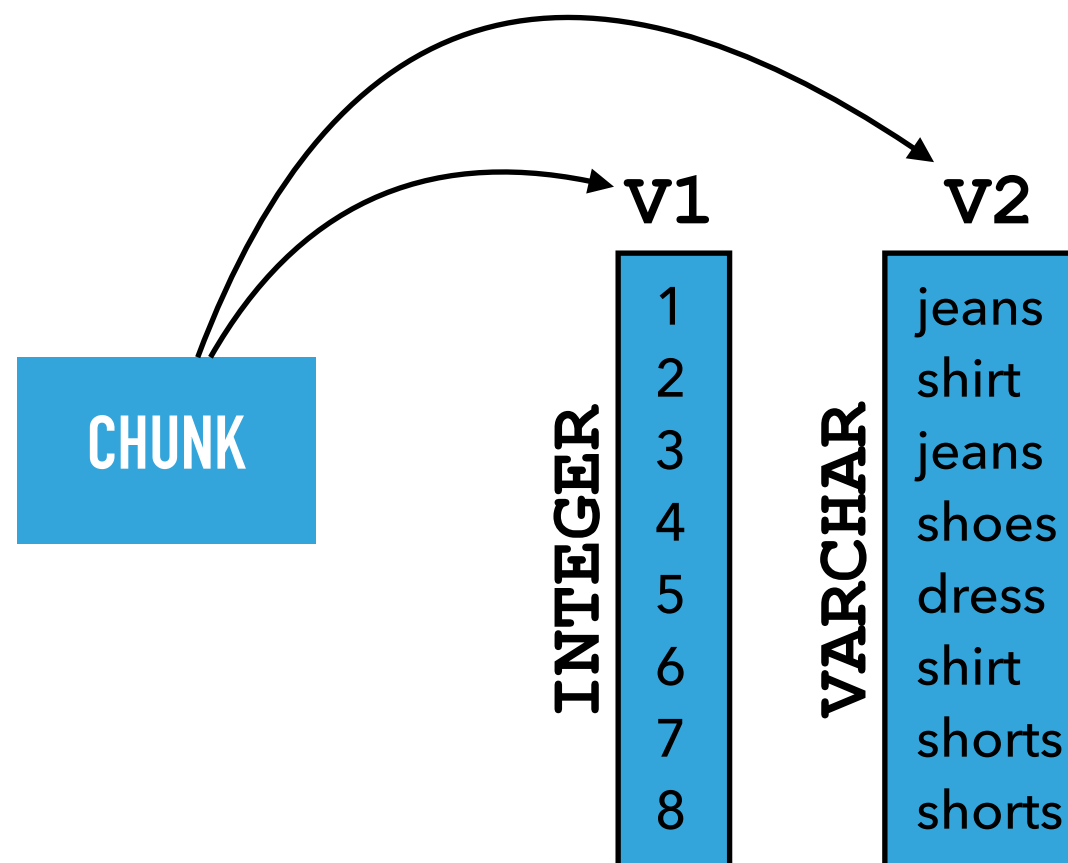 v1
v2
CHUNK
INTEGER
1
2
3
4
5
6
7
8
VARCHAR
jeans
shirt
jeans
shoes
dress
shirt
shorts
shorts